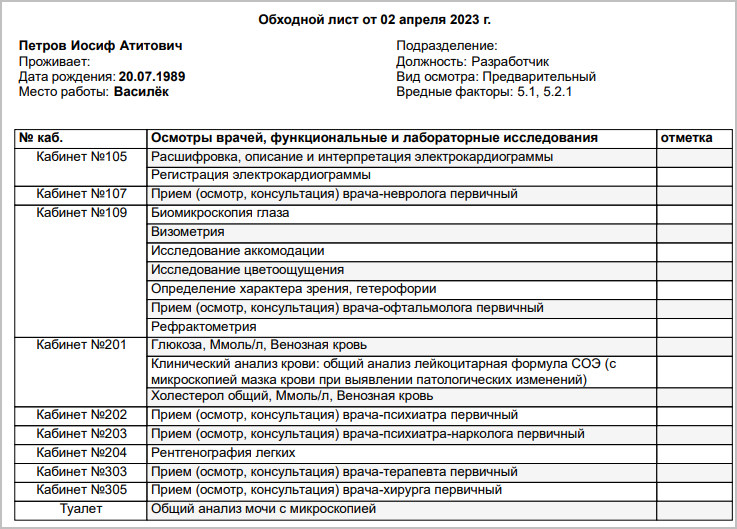 Обходной лист от 02 апреля 2023 г.
Петров Иосиф Атитович
Проживает:
Дата рождения: 20.07.1989
Место работы: Василёк
Подразделение:
Должность: Разработчик
Вид осмотра: Предварительный
Вредные факторы: 5.1, 5.2.1
№ каб. Осмотры врачей, функциональные и лабораторные исследования отметка
Кабинет №105 Расшифровка, описание и интерпретация электрокардиограммы
Регистрация электрокардиограммы
Кабинет №107 Прием (осмотр, консультация) врача-невролога первичный
Кабинет №109 Биомикроскопия глаза
Визометрия
Исследование аккомодации
Исследование цветоощущения
Определение характера зрения, гетерофории
Прием (осмотр, консультация) врача-офтальмолога первичный
Рефрактометрия
Кабинет №201 Глюкоза, Ммоль/л, Венозная кровь
Клинический анализ крови: общий анализ лейкоцитарная формула СОЭ (с
микроскопией мазка крови при выявлении патологических изменений)
Холестерол общий, Ммоль/л, Венозная кровь
Кабинет №202 Прием (осмотр, консультация) врача-психиатра первичный
Кабинет №203 Прием (осмотр, консультация) врача-психиатра-нарколога первичный
Кабинет №204 Рентгенография легких
Кабинет №303 Прием (осмотр, консультация) врача-терапевта первичный
Кабинет №305 Прием (осмотр, консультация) врача-хирурга первичный
Туалет Общий анализ мочи с микроскопией